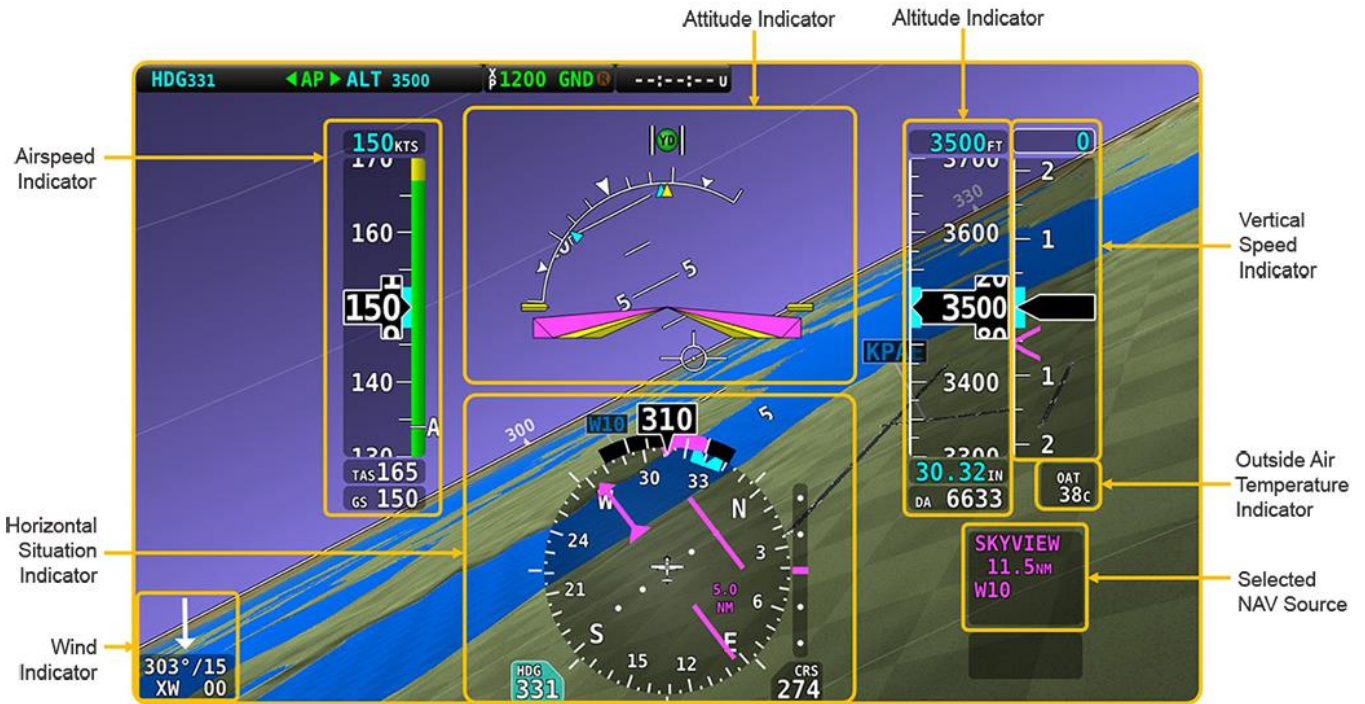 Attitude Indicator
Altitude Indicator
HDG331 AP ALT 3500 XP 1200 GND R --:--:-- U
Airspeed
Indicator
150KTS
170
160
150
140
130
TAS165
GS 150
A
YD
5
5
3500FT
3700
3600
20
3500
80
3400
3300
30.32IN
DA 6633
0
2
1
1
2
330
Vertical
Speed
Indicator
KPAE
OAT
38C
Outside Air
Temperature
Indicator
SKYVIEW
11.5NM
W10
Selected
NAV Source
Horizontal
Situation
Indicator
300
W10
310
5
30
33
N
3
6
E
12
15
S
21
24
W
5.0
NM
HDG
331
CRS
274
Wind
Indicator
303°/15
XW 00